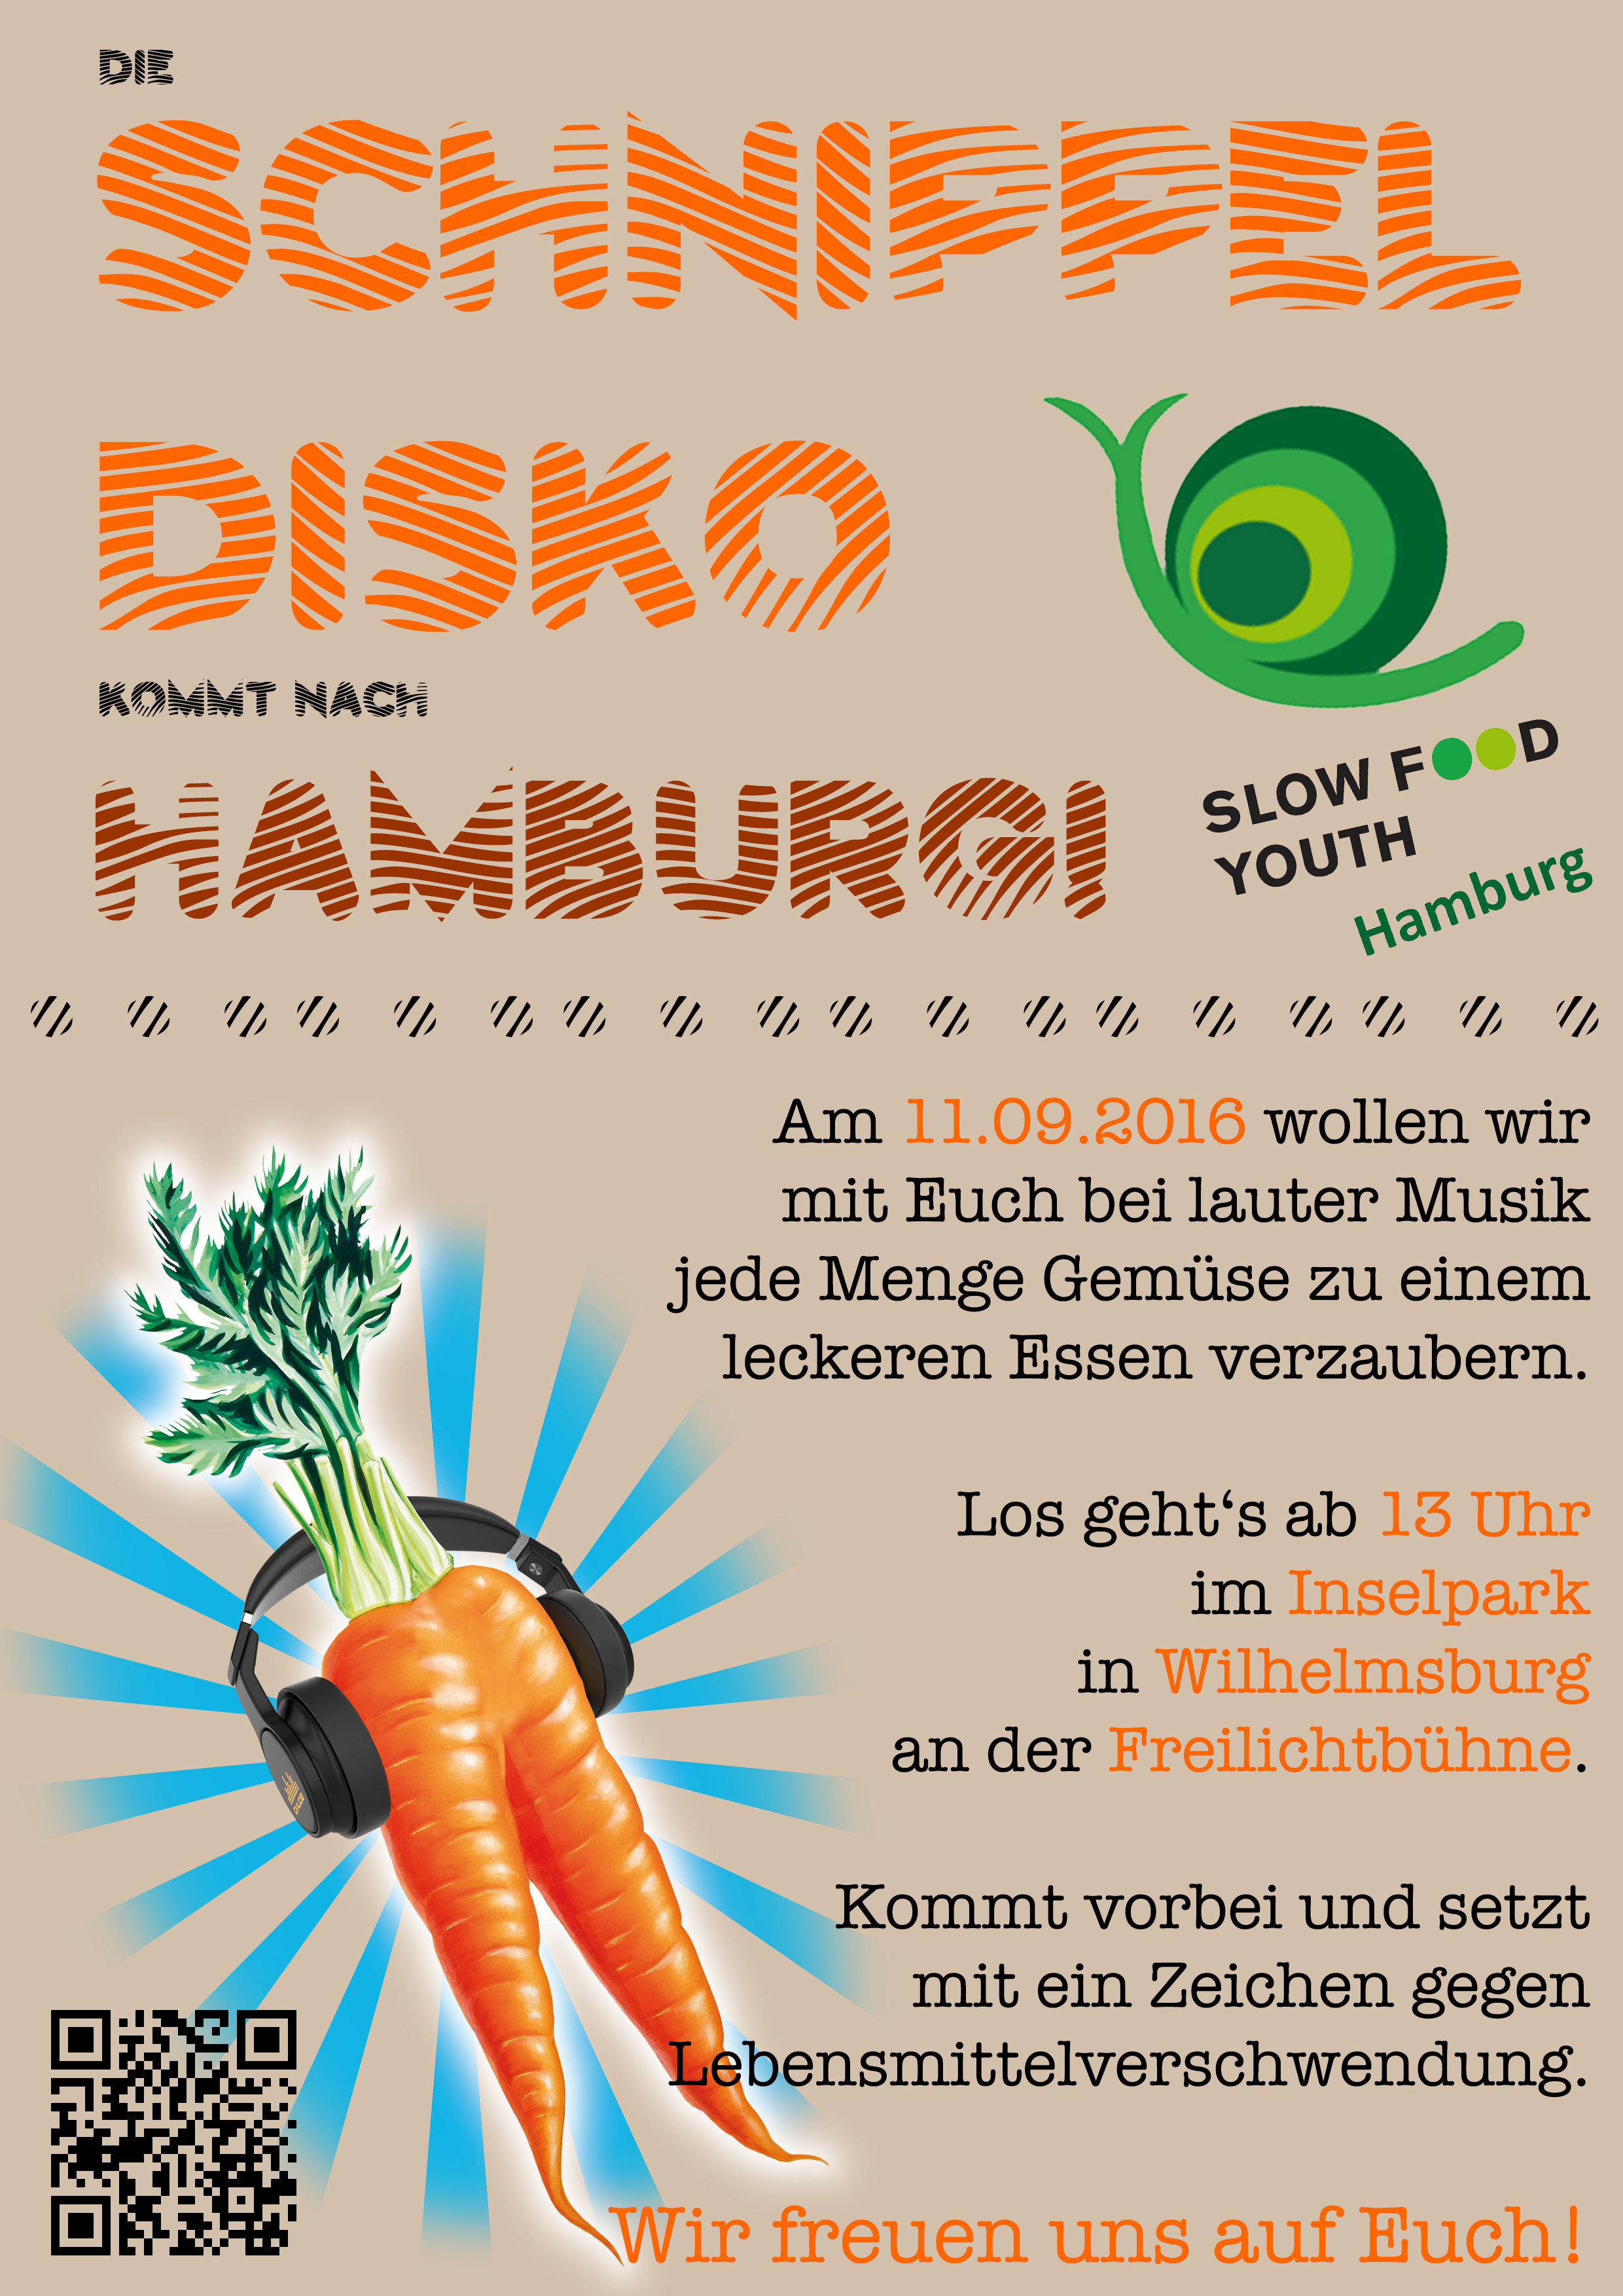 DIE
SCHNIPPEL
DISKO
KOMMT NACH
HAMBURG!
SLOW FOOD
YOUTH
Hamburg
Am 11.09.2016 wollen wir
mit Euch bei lauter Musik
jede Menge Gemüse zu einem
leckeren Essen verzaubern.
Los geht‘s ab 13 Uhr
im Inselpark
in Wilhelmsburg
an der Freilichtbühne.
Kommt vorbei und setzt
mit ein Zeichen gegen
Lebensmittelverschwendung.
Wir freuen uns auf Euch!